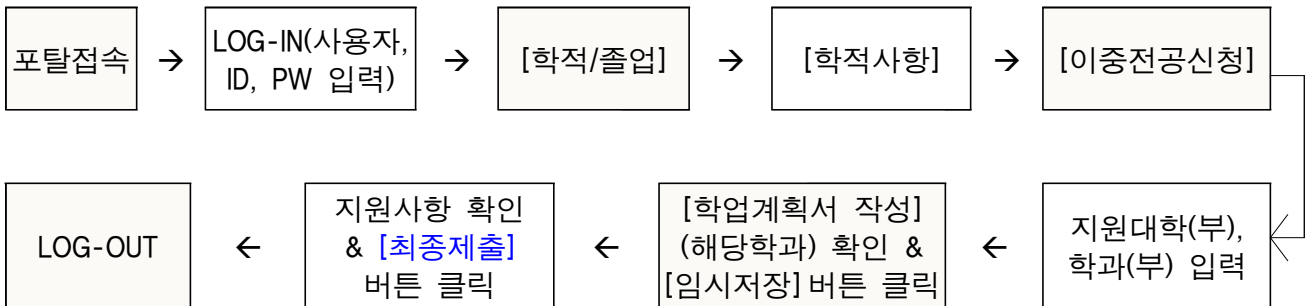 포탈접속
→
LOG-IN(사용자,
ID, PW 입력)
→
[학적/졸업]
→
[학적사항]
→
[이중전공신청]
지원대학(부),
학과(부) 입력
←
[학업계획서 작성]
(해당학과) 확인 &
[임시저장] 버튼 클릭
←
지원사항 확인
& [최종제출]
버튼 클릭
←
LOG-OUT